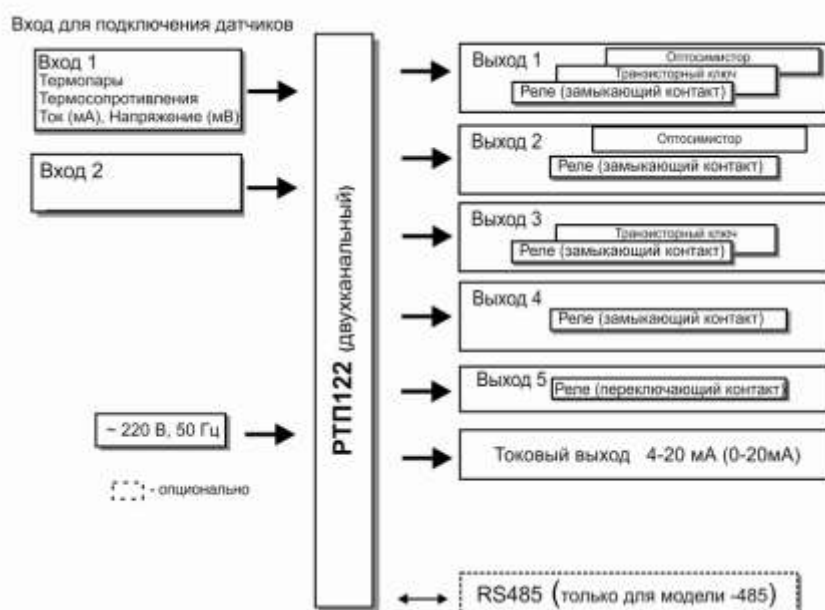 Вход для подключения датчиков
Вход 1
Термопары
Термосопротивления
Ток (мА), Напряжение (мВ)
Вход 2
~ 220 В, 50 Гц
- опционально
РТП122 (двухканальный)
Выход 1
Оптосимистор
Транзисторный ключ
Реле (замыкающий контакт)
Выход 2
Оптосимистор
Реле (замыкающий контакт)
Выход 3
Транзисторный ключ
Реле (замыкающий контакт)
Выход 4
Реле (замыкающий контакт)
Выход 5
Реле (переключающий контакт)
Токовый выход 4-20 мА (0-20мА)
RS485 (только для модели -485)